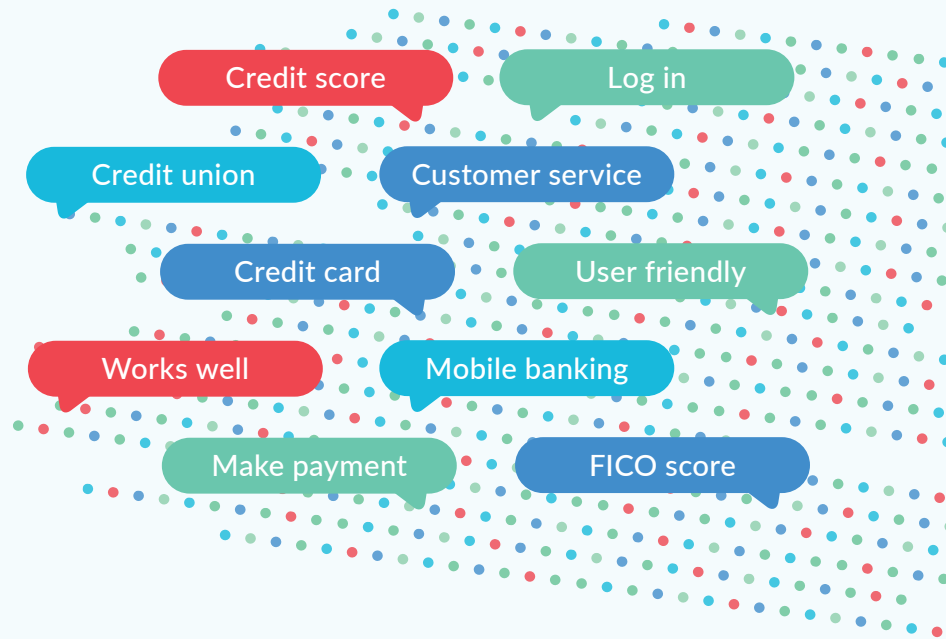 Credit score
Log in
Credit union
Customer service
Credit card
User friendly
Works well
Mobile banking
Make payment
FICO score